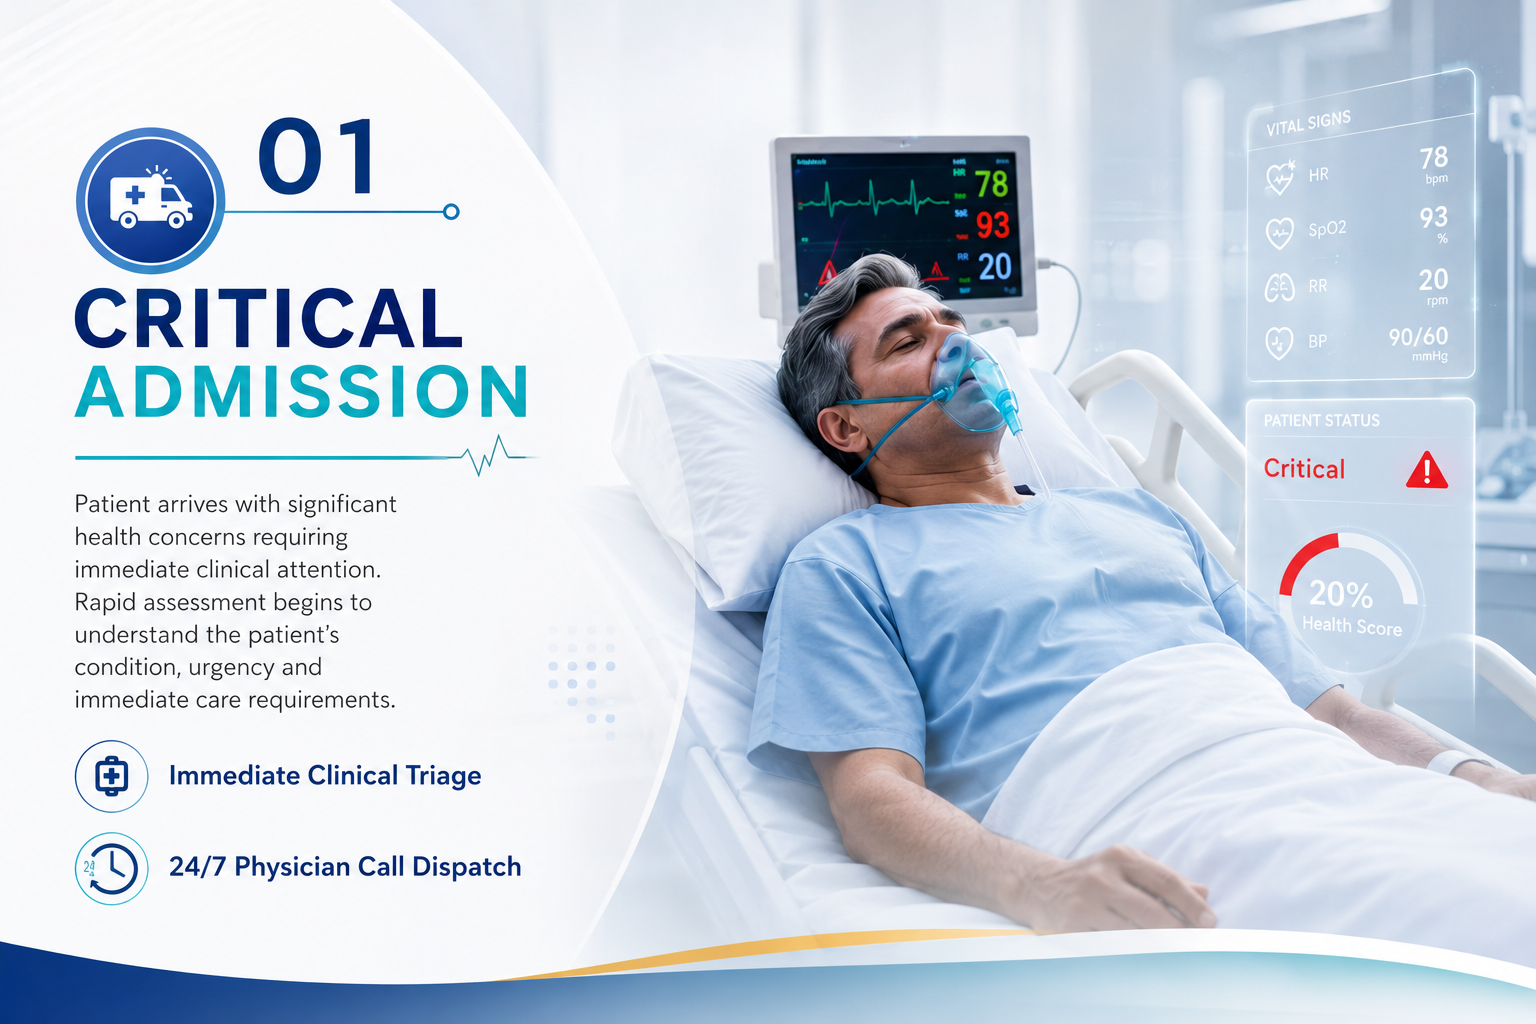 01
CRITICAL
ADMISSION
Patient arrives with significant
health concerns requiring
immediate clinical attention.
Rapid assessment begins to
understand the patient's
condition, urgency and
immediate care requirements.
Immediate Clinical Triage
24
24/7 Physician Call Dispatch
HR
78
93
RR
20
VITAL SIGNS
HR 78
bpm
SpO2 93
%
RR 20
rpm
BP 90/60
mmHg
PATIENT STATUS
Critical
20%
Health Score